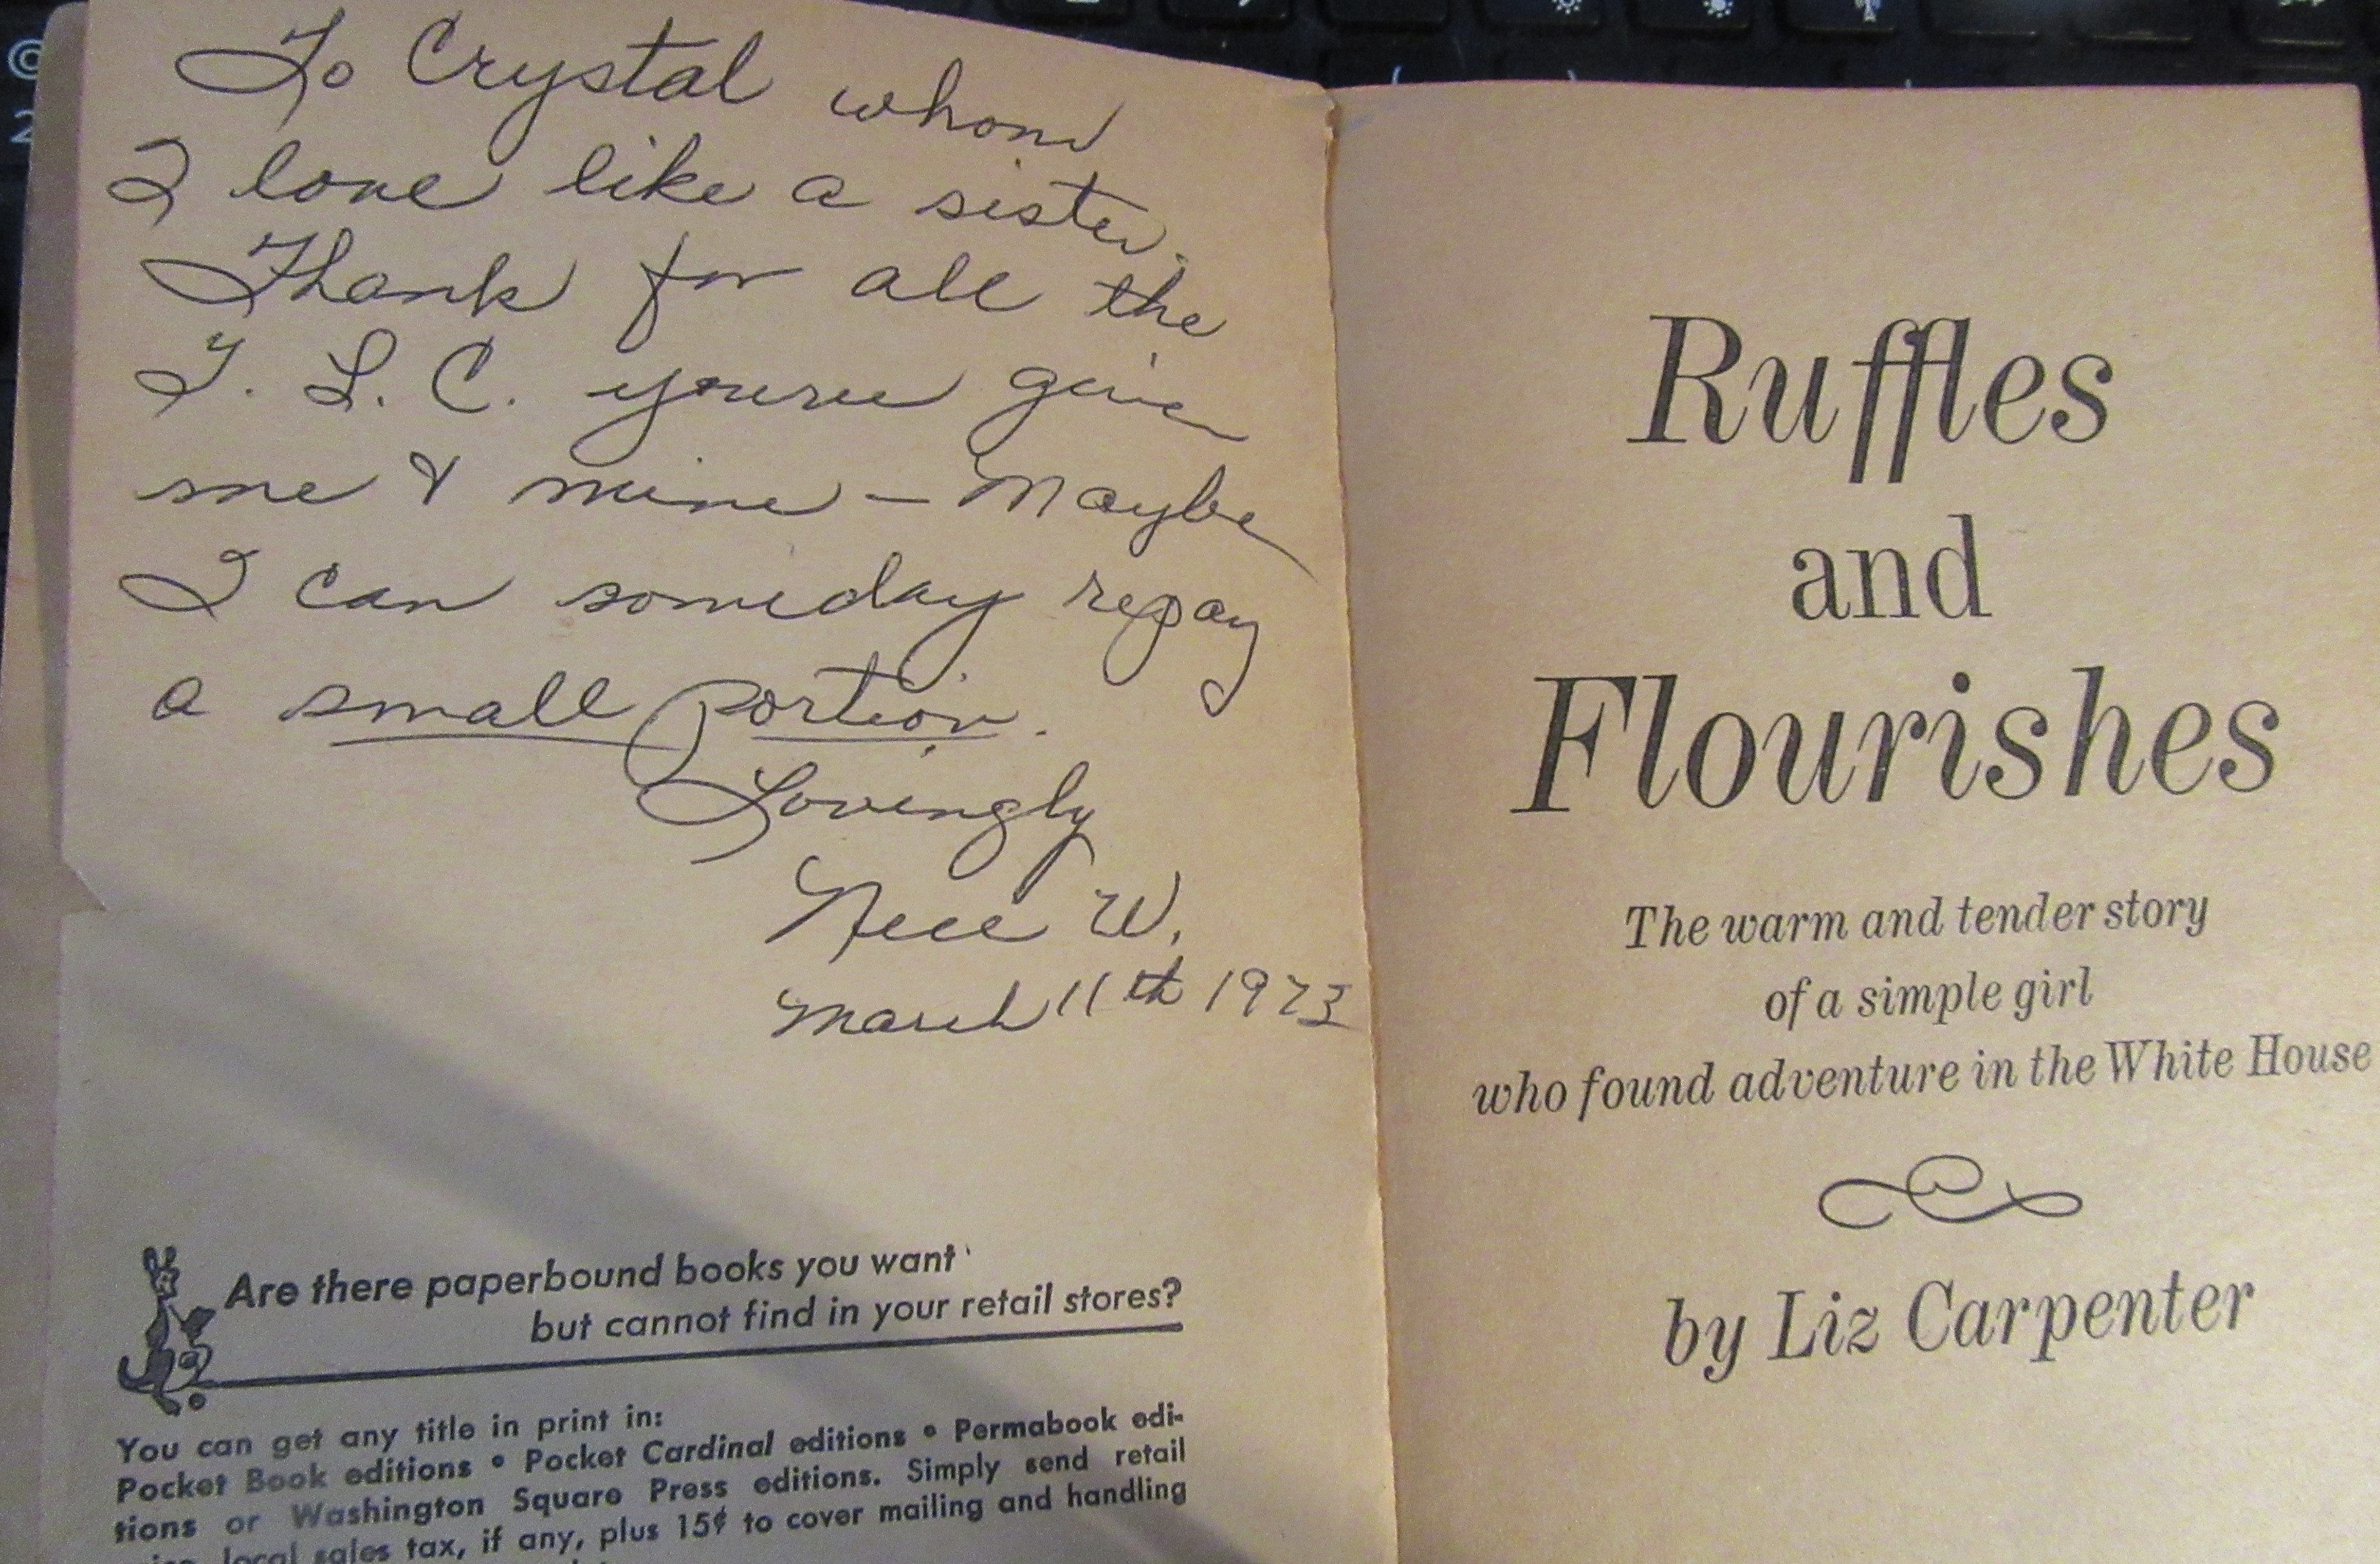 To Crystal whom
I love like a sister.
Thank for all the
T. L. C. you've given
me & mine — Maybe
I can someday repay
a small portion.
Lovingly
Nece W.
March 11th 1973
Are there paperbound books you want
but cannot find in your retail stores?
You can get any title in print in:
Pocket Book editions • Pocket Cardinal editions • Permabook edi-
tions or Washington Square Press editions. Simply send retail
local sales tax, if any, plus 15¢ to cover mailing and handling
Ruffles
and
Flourishes
The warm and tender story
of a simple girl
who found adventure in the White House
by Liz Carpenter